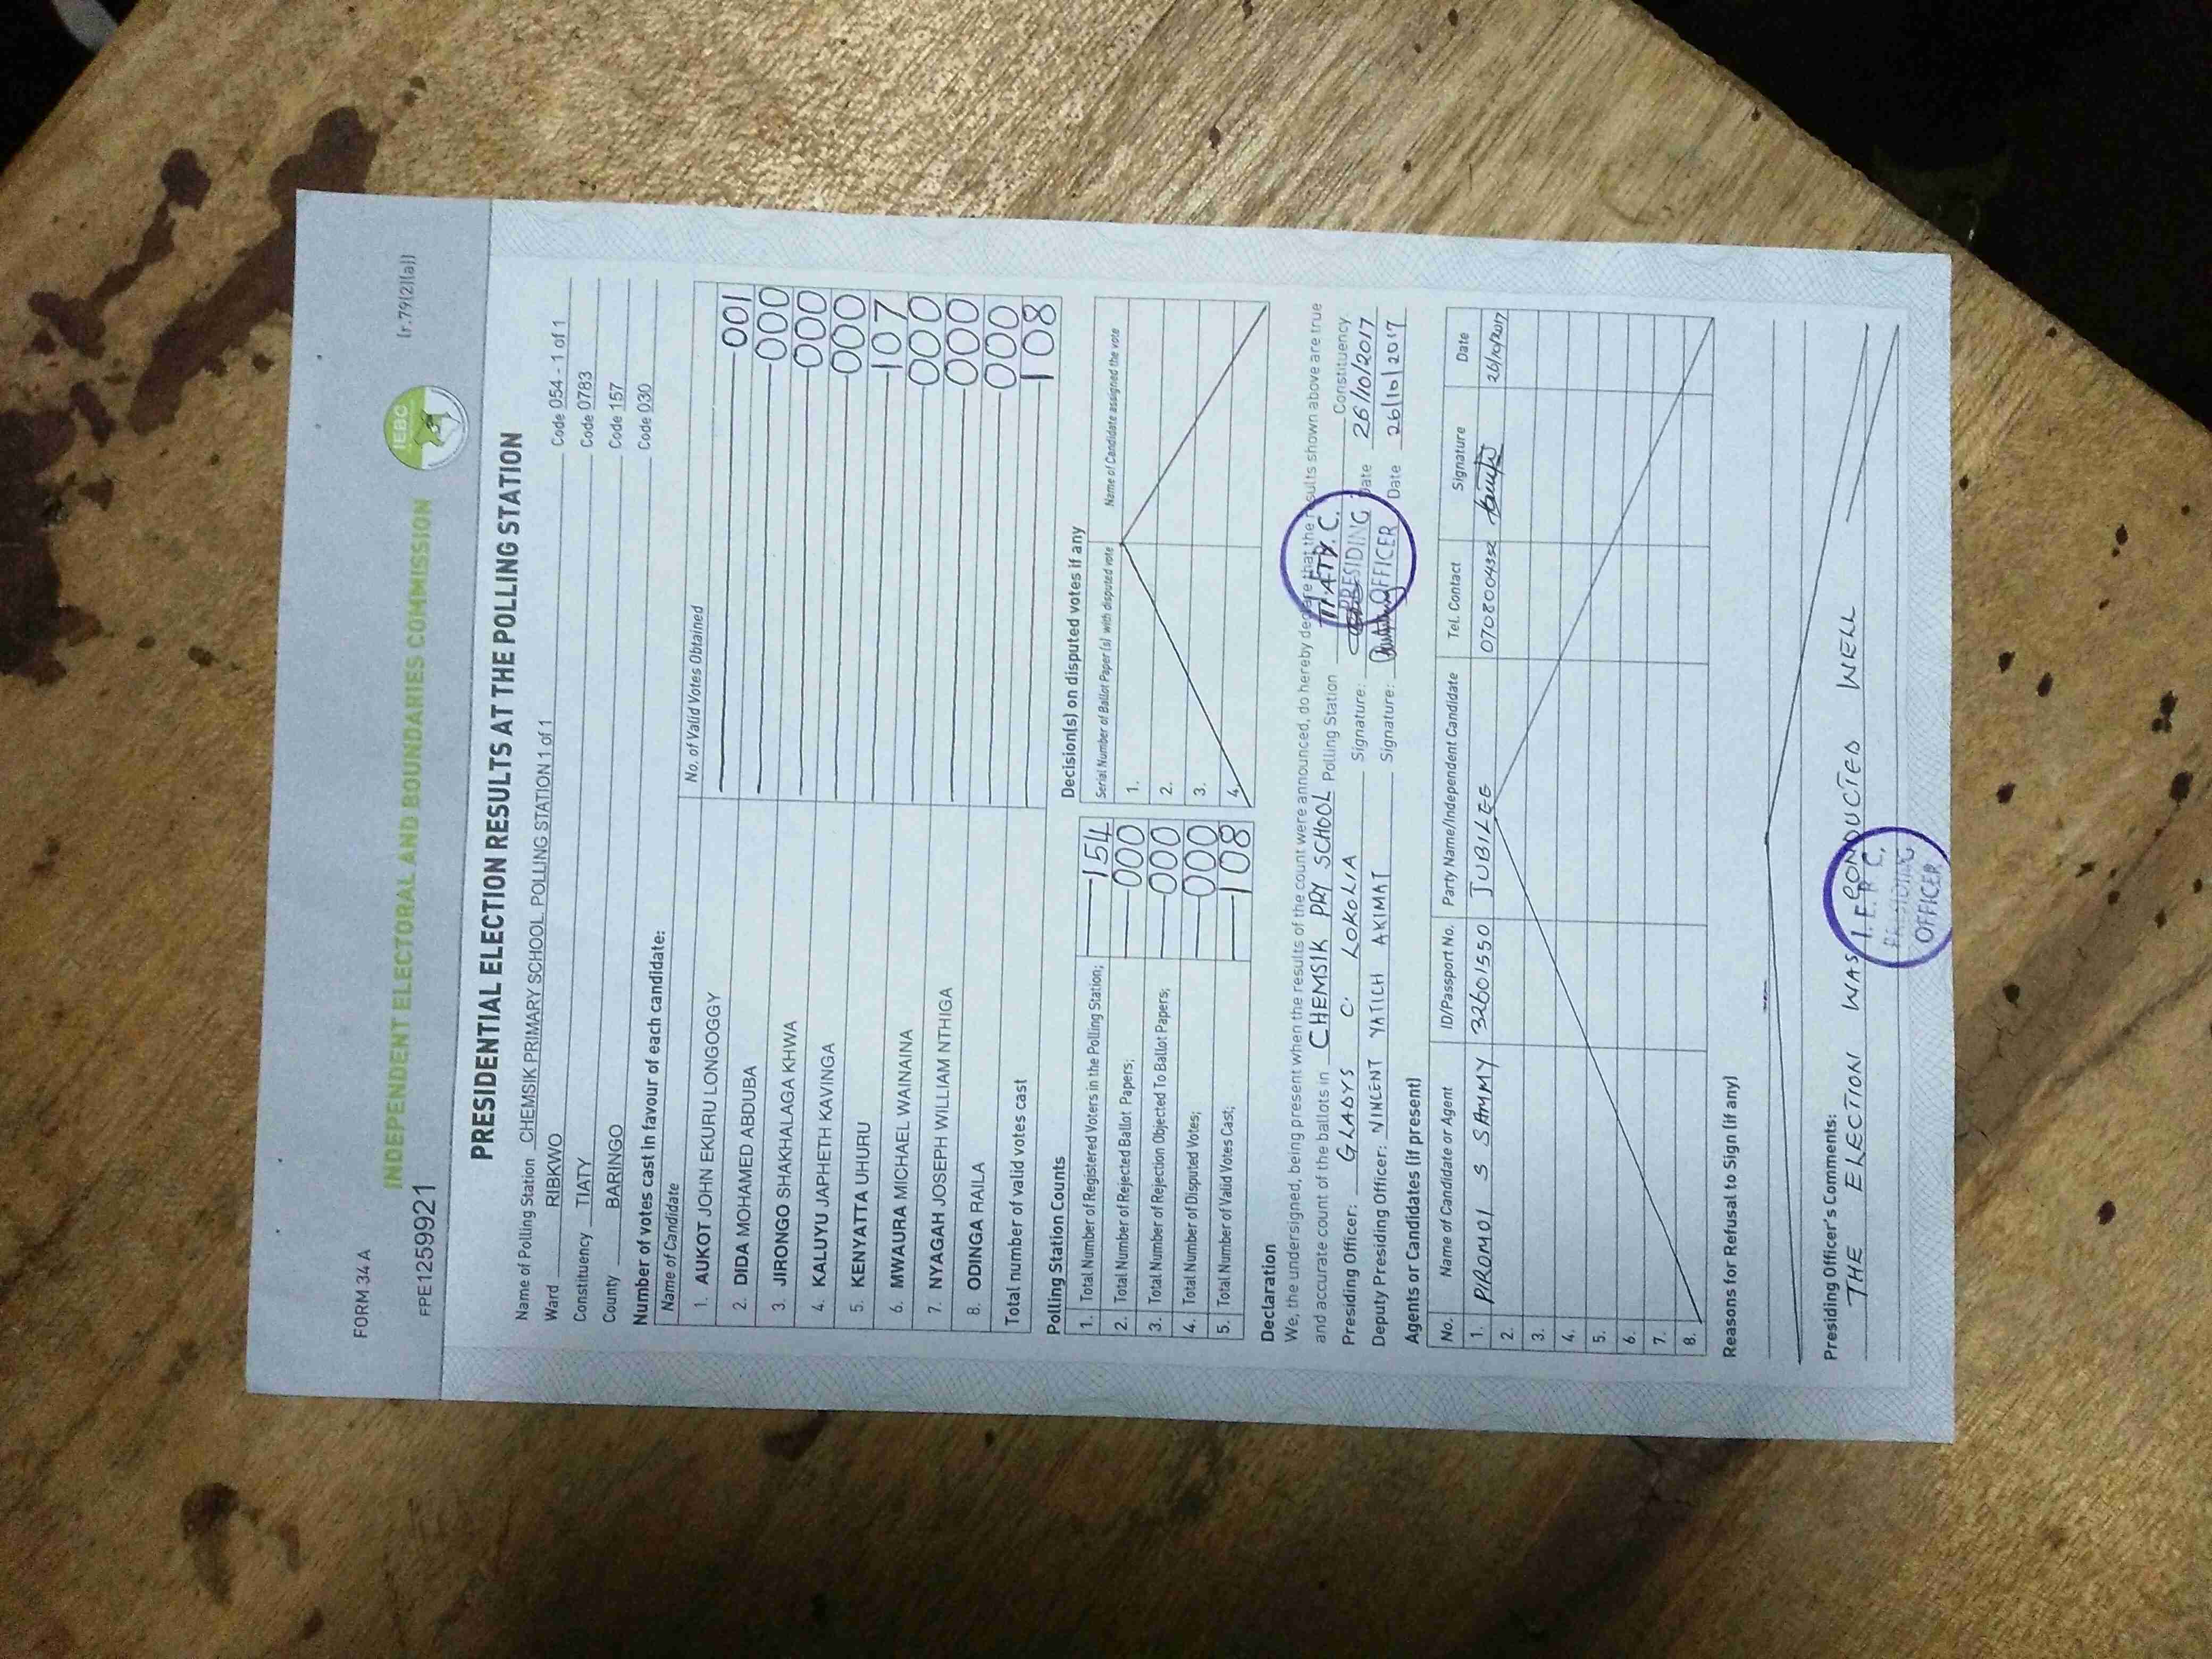 FORM 34 A
(r.79(2)(a))
INDEPENDENT ELECTORAL AND BOUNDARIES COMMISSION
IEBC
FPE1259921
PRESIDENTIAL ELECTION RESULTS AT THE POLLING STATION
Name of Polling Station CHEMSIK PRIMARY SCHOOL POLLING STATION 1 of 1 Code 054 - 1 of 1
Ward RIBKWO Code 0783
Constituency TIATY Code 157
County BARINGO Code 030
Number of votes cast in favour of each candidate:
Name of Candidate No. of Valid Votes Obtained
1. AUKOT JOHN EKURU LONGOGGY 001
2. DIDA MOHAMED ABDUBA 000
3. JIRONGO SHAKHALAGA KHWA 000
4. KALUYU JAPHETH KAVINGA 000
5. KENYATTA UHURU 107
6. MWAURA MICHAEL WAINAINA 000
7. NYAGAH JOSEPH WILLIAM NTHIGA 000
8. ODINGA RAILA 000
Total number of valid votes cast 108
Polling Station Counts
1. Total Number of Registered Voters in the Polling Station; 154
2. Total Number of Rejected Ballot Papers; 000
3. Total Number of Rejection Objected To Ballot Papers; 000
4. Total Number of Disputed Votes; 000
5. Total Number of Valid Votes Cast; 108
Decision(s) on disputed votes if any
Serial Number of Ballot Paper(s) with disputed vote Name of Candidate assigned the vote
1.
2.
3.
4.
Declaration
We, the undersigned, being present when the results of the count were announced, do hereby declare that the results shown above are true
and accurate count of the ballots in CHEMSIK PRY SCHOOL Polling Station TIATY Constituency.
Presiding Officer: GLADYS C. LOKOLIA Signature: Date 26/10/2017
Deputy Presiding Officer: VINCENT YATICH AKIMAT Signature: Date 26/10/2017
PRESIDING
OFFICER
Agents or Candidates (if present)
No. Name of Candidate or Agent ID/Passport No. Party Name/Independent Candidate Tel. Contact Signature Date
1. PIROMOI S SAMMY 32601550 JUBILEE 0708004352 26/10/2017
2.
3.
4.
5.
6.
7.
8.
Reasons for Refusal to Sign (if any)
Presiding Officer's Comments:
THE ELECTION WAS CONDUCTED WELL
I.E.B.C.
PRESIDING
OFFICER